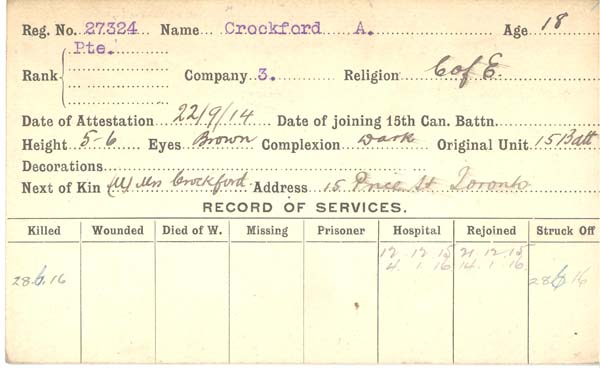 Reg. No. 27324 Name Crockford A. Age 18
Pte.
Rank Company 3. Religion C of E.
Date of Attestation 22/9/14 Date of joining 15th Can. Battn.
Height 5-6 Eyes Brown Complexion Dark Original Unit 15 Batt
Decorations
Next of Kin (M) Mrs Crockford Address 15 Price St Toronto
RECORD OF SERVICES.
Killed Wounded Died of W. Missing Prisoner Hospital Rejoined Struck Off
12. 12. 15 21. 12. 15
28.6.16 4. 1. 16 14. 1. 16. 28 6 16